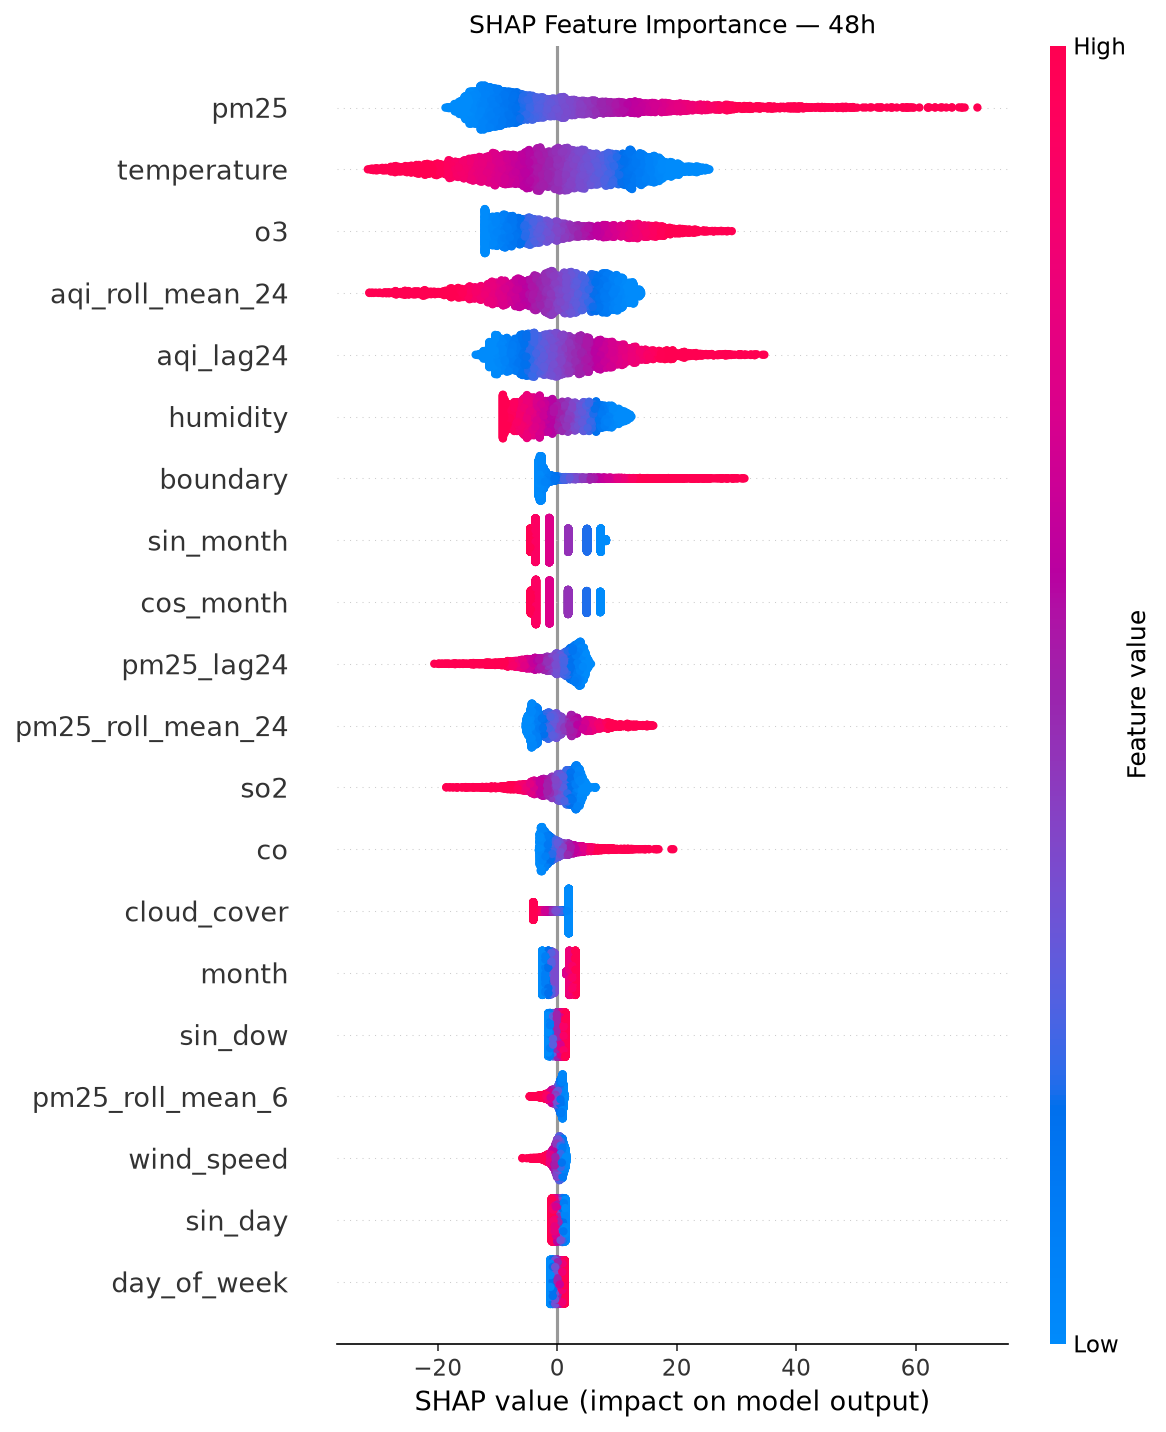 SHAP Feature Importance — 48h
High
pm25
temperature
o3
aqi_roll_mean_24
aqi_lag24
humidity
boundary
sin_month
cos_month
pm25_lag24
pm25_roll_mean_24
so2
co
cloud_cover
month
sin_dow
pm25_roll_mean_6
wind_speed
sin_day
day_of_week
Feature value
Low
−20 0 20 40 60
SHAP value (impact on model output)